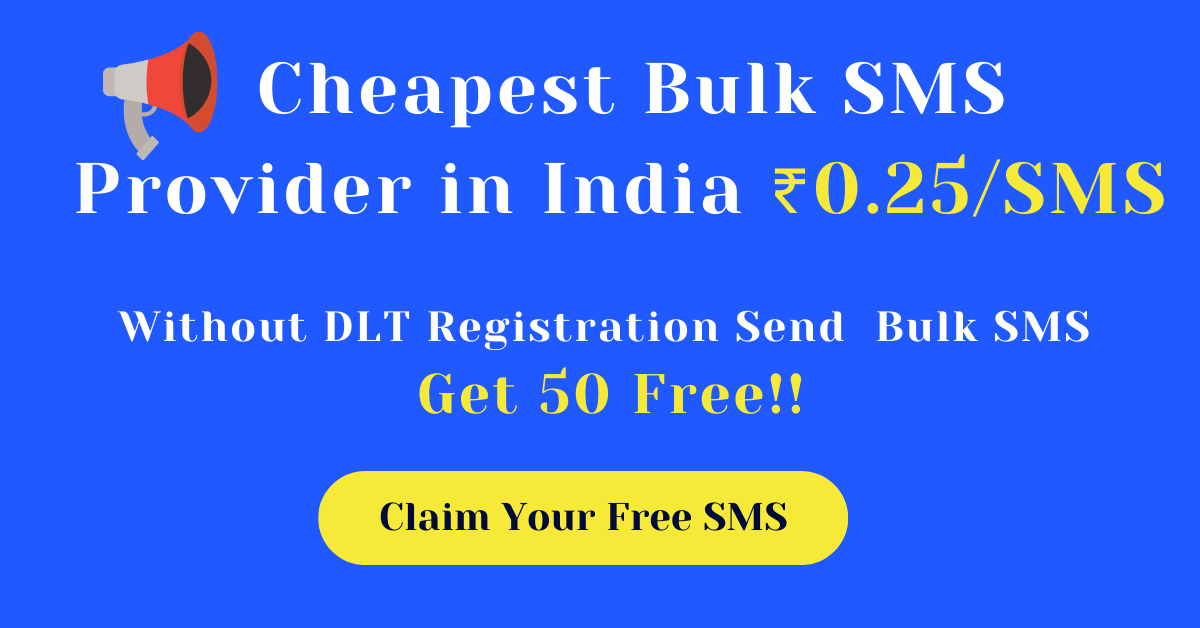 Cheapest Bulk SMS
Provider in India ₹0.25/SMS
Without DLT Registration Send Bulk SMS
Get 50 Free!!
Claim Your Free SMS